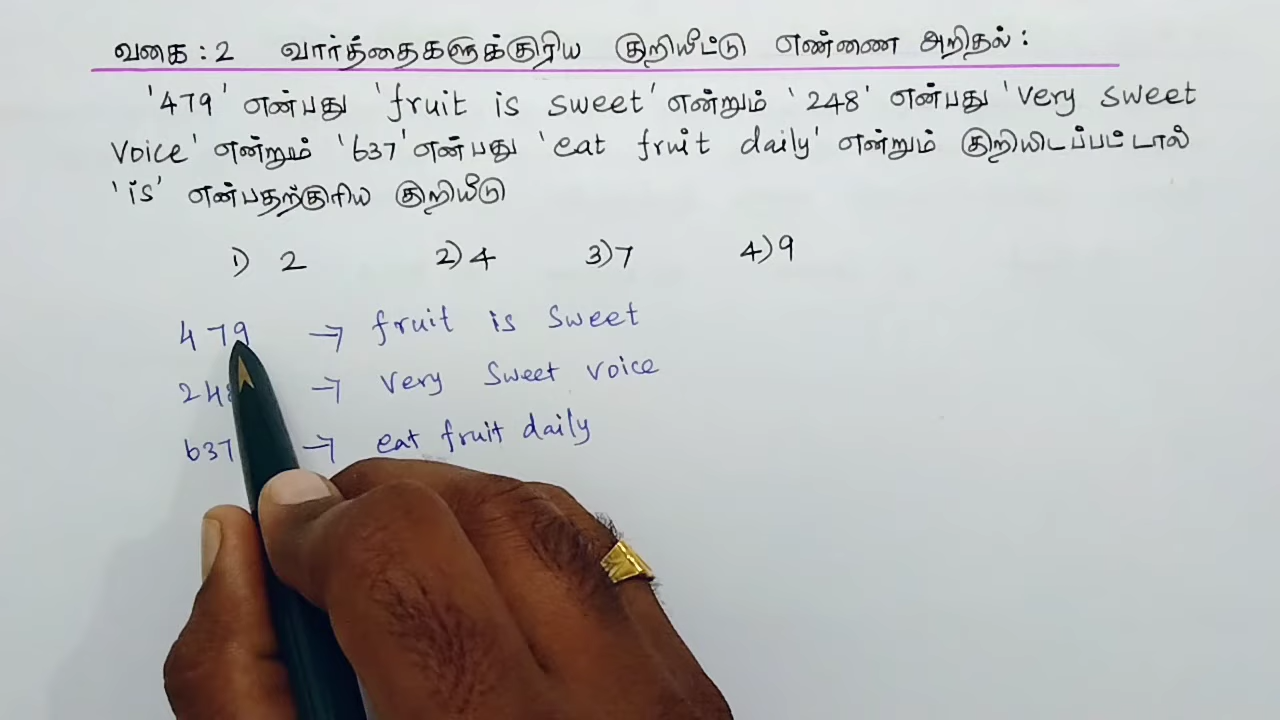 வகை : 2 வார்த்தைகளுக்குரிய குறியீட்டு எண்ணை அறிதல் :
'479' என்பது 'fruit is sweet' என்றும் '248' என்பது 'Very sweet
Voice' என்றும் '637' என்பது 'eat fruit daily' என்றும் குறியிடப்பட்டால்
'is' என்பதற்குரிய குறியீடு
1) 2 2) 4 3) 7 4) 9
479 → fruit is sweet
248 → Very Sweet voice
637 → eat fruit daily